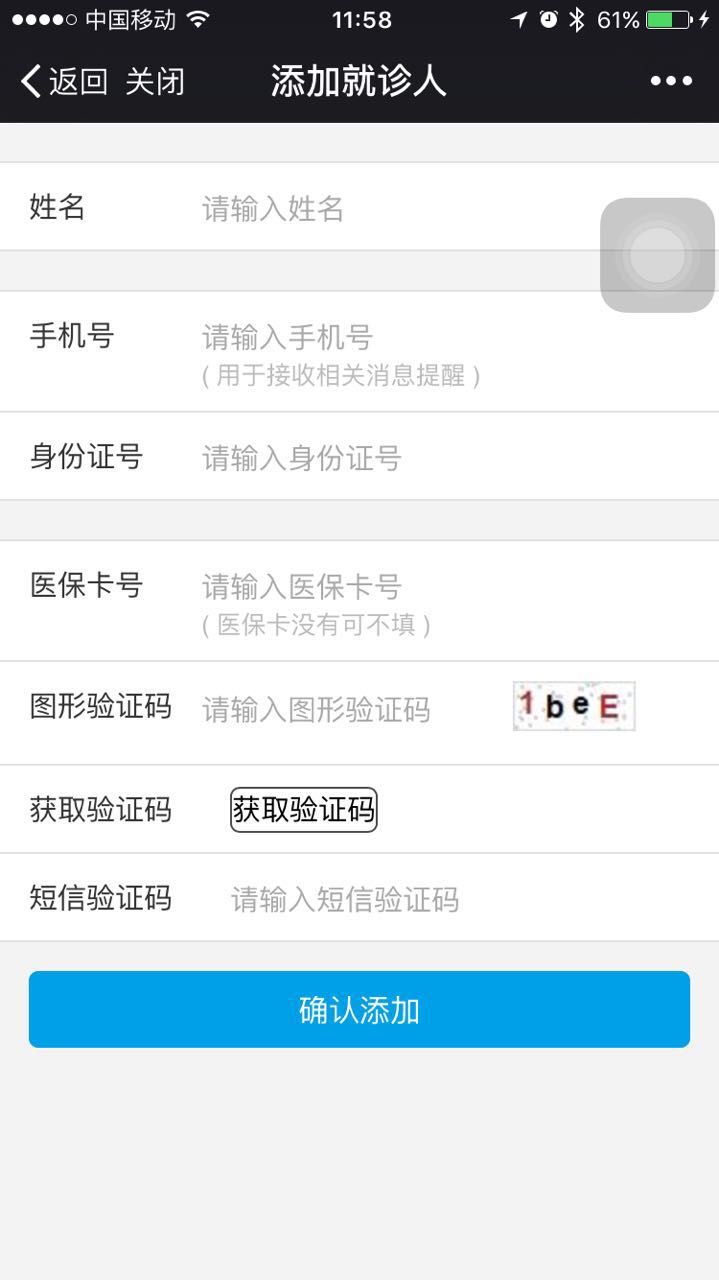 中国移动 11:58 61%
返回 关闭 添加就诊人
姓名 请输入姓名
手机号 请输入手机号
(用于接收相关消息提醒)
身份证号 请输入身份证号
医保卡号 请输入医保卡号
(医保卡没有可不填)
图形验证码 请输入图形验证码 1beE
获取验证码 获取验证码
短信验证码 请输入短信验证码
确认添加